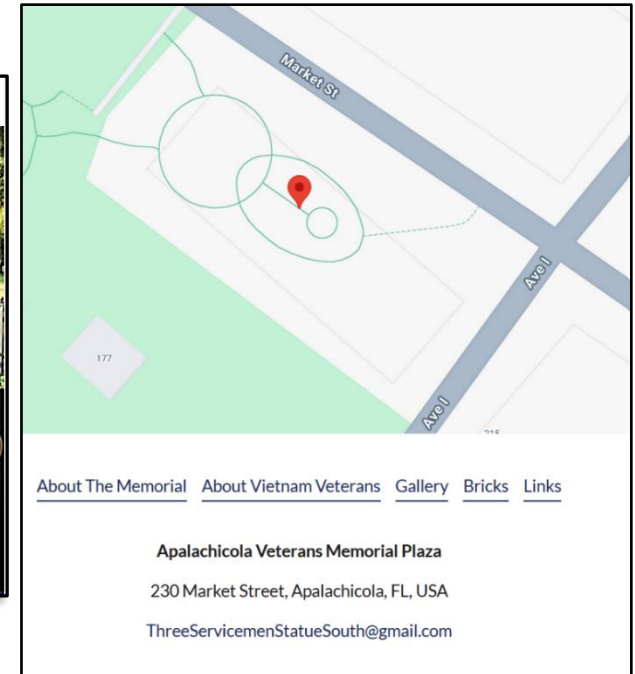 Market St
Ave I
177
Ave I
215
About The Memorial About Vietnam Veterans Gallery Bricks Links
Apalachicola Veterans Memorial Plaza
230 Market Street, Apalachicola, FL, USA
ThreeServicemenStatueSouth@gmail.com